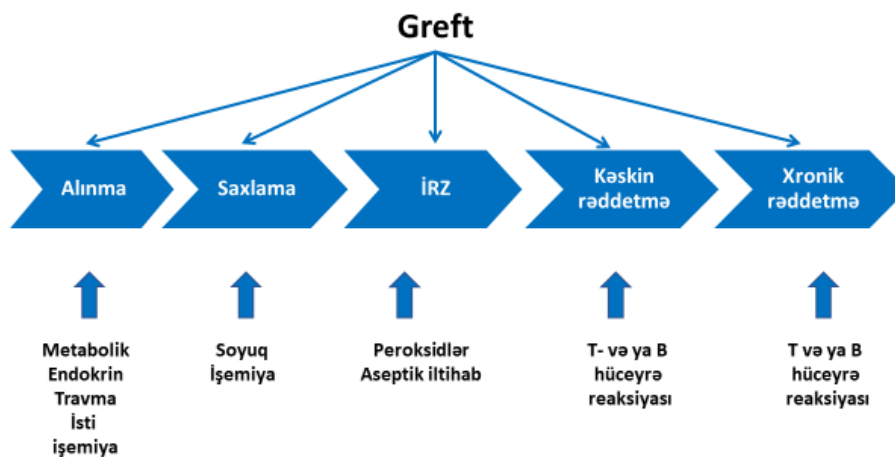 Greft
Alınma
Saxlama
İRZ
Kəskin
rəddetmə
Xronik
rəddetmə
Metabolik
Endokrin
Travma
İsti
işemiya
Soyuq
İşemiya
Peroksidlər
Aseptik iltihab
T- və ya B
hüceyrə
reaksiyası
T və ya B
hüceyrə
reaksiyası